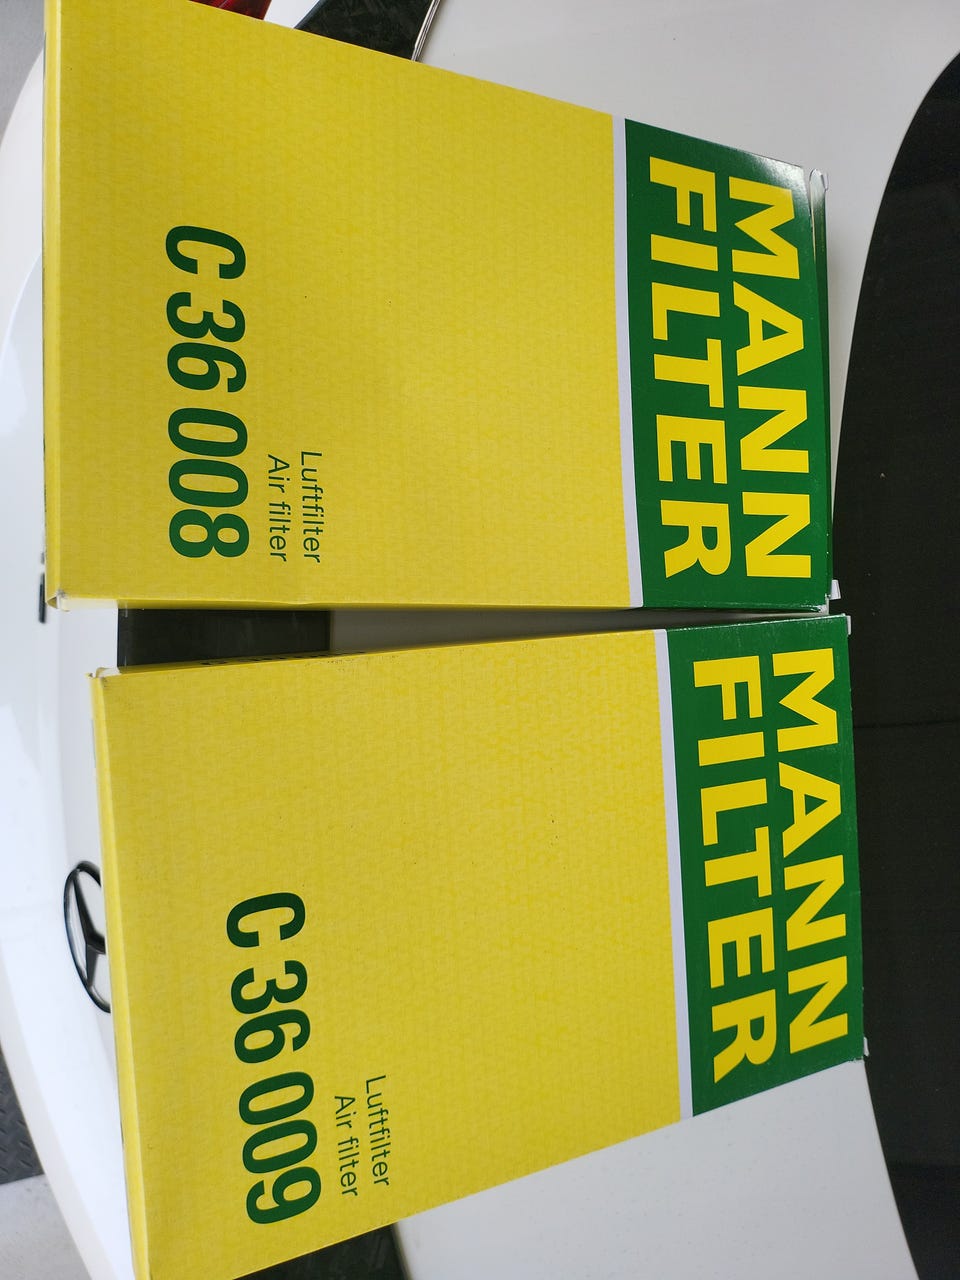 MANN
FILTER
Luftfilter
Air filter
C 36 008
MANN
FILTER
Luftfilter
Air filter
C 36 009